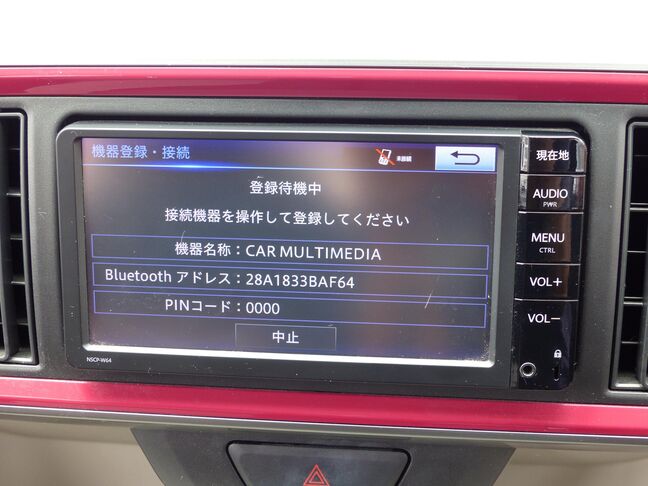 機器登録・接続
未接続
登録待機中
接続機器を操作して登録してください
機器名称：CAR MULTIMEDIA
Bluetooth アドレス：28A1833BAF64
PINコード：0000
中止
NSCP-W64
現在地
AUDIO
PWR
MENU
CTRL
VOL+
VOL−